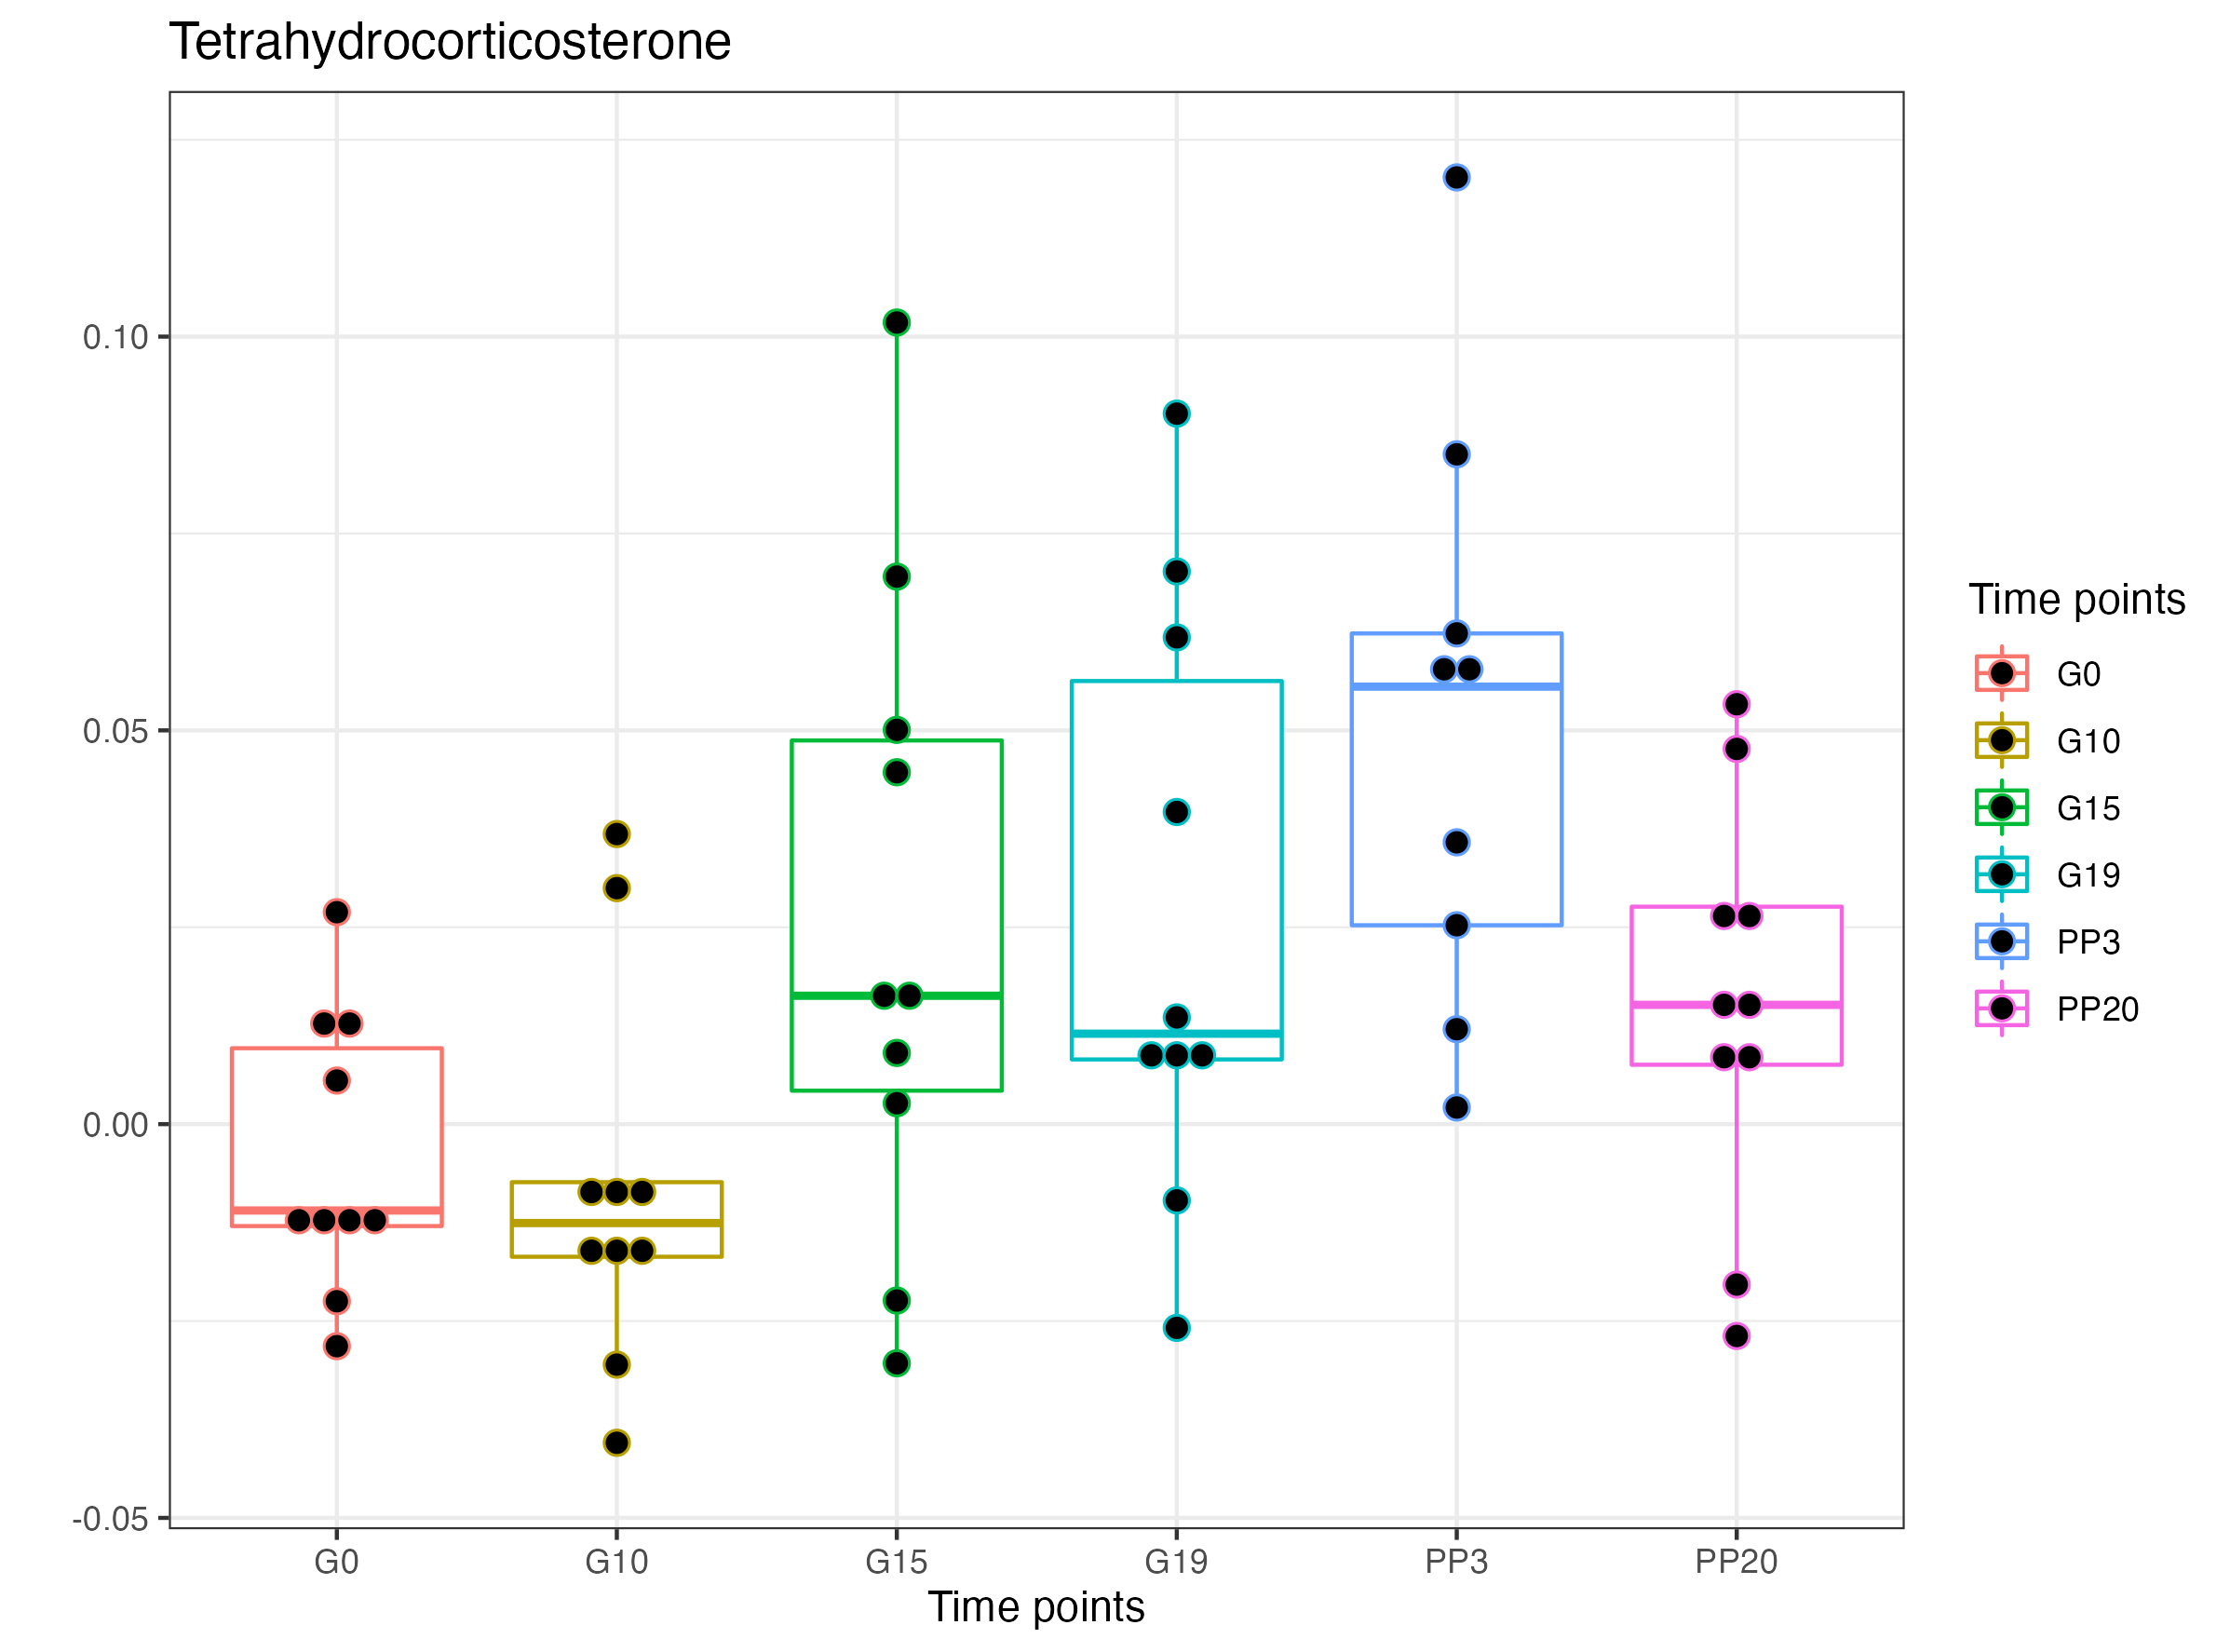 Tetrahydrocorticosterone
0.10
0.05
0.00
-0.05
G0 G10 G15 G19 PP3 PP20
Time points
Time points
G0
G10
G15
G19
PP3
PP20